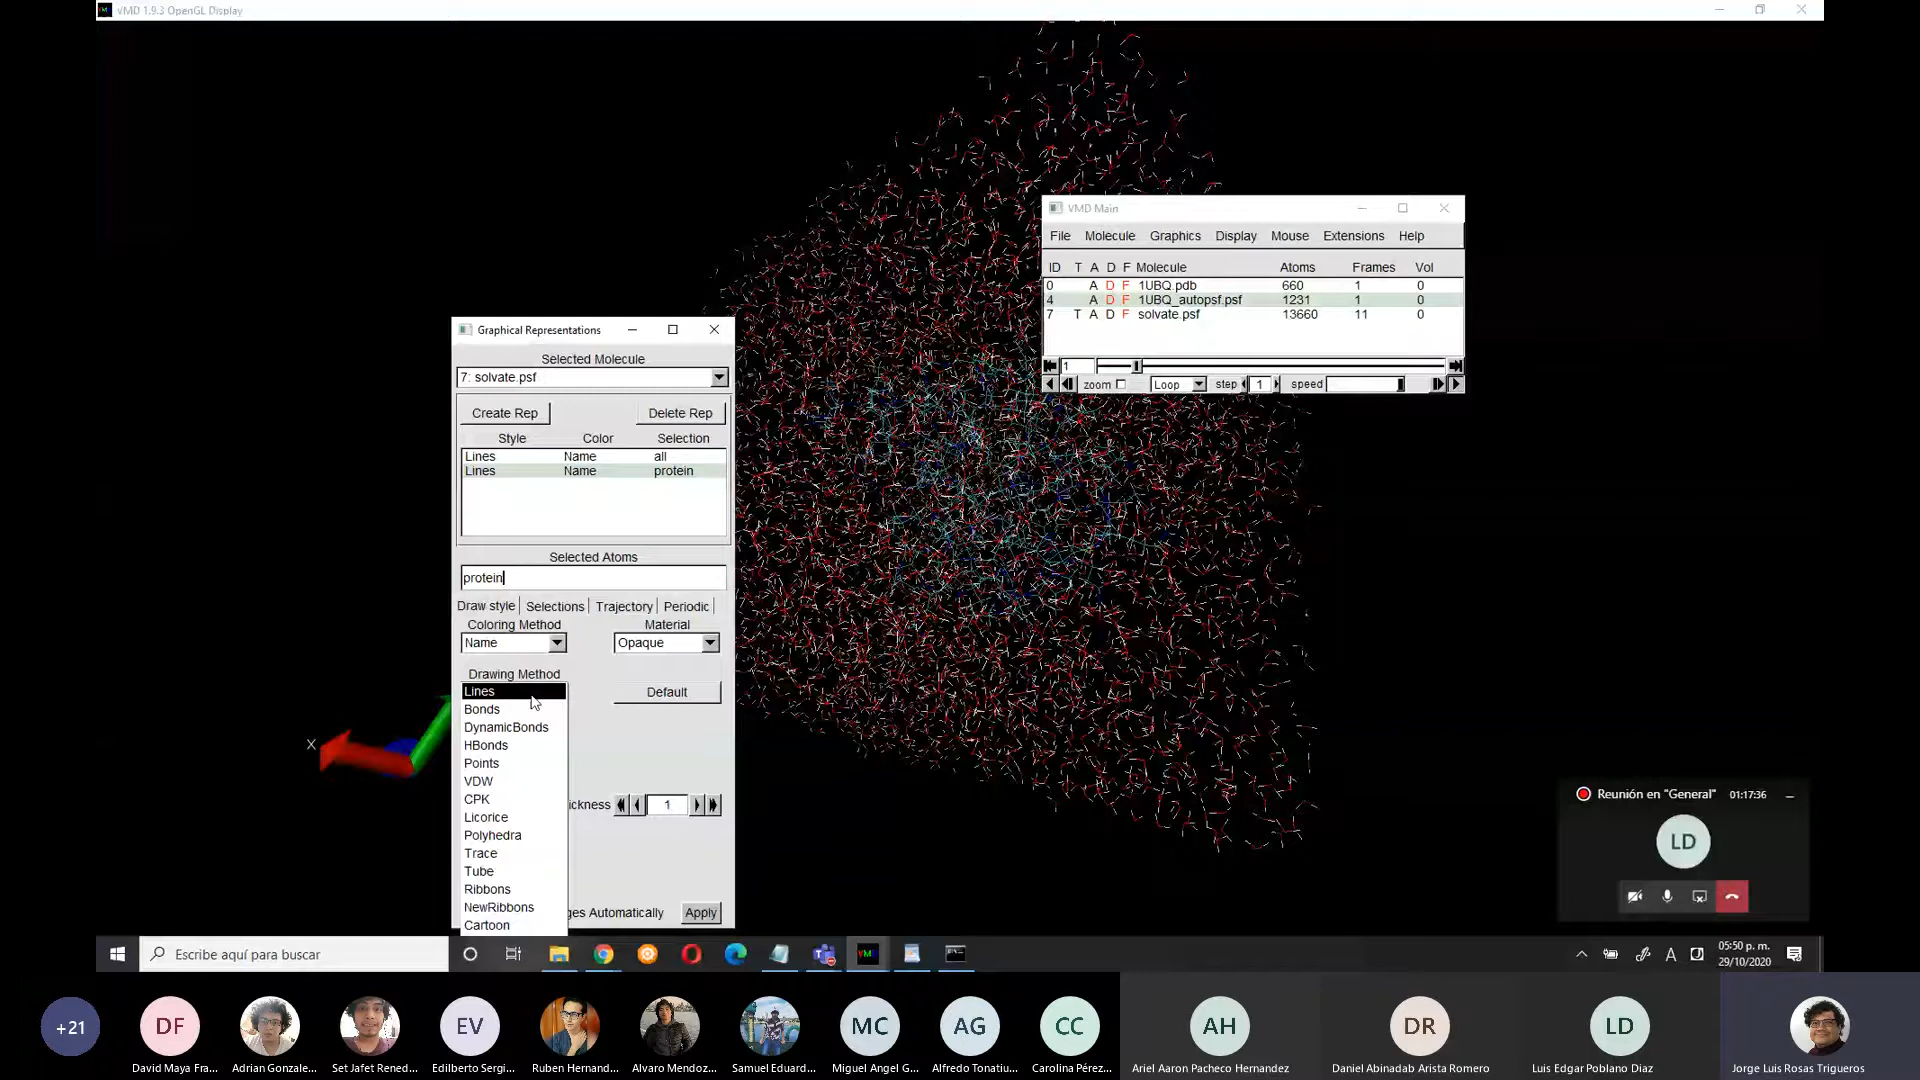 VMD 1.9.3 OpenGL Display
VMD Main
File Molecule Graphics Display Mouse Extensions Help
ID T A D F Molecule Atoms Frames Vol
0 A D F 1UBQ.pdb 660 1 0
4 A D F 1UBQ_autopsf.psf 1231 1 0
7 T A D F solvate.psf 13660 11 0
1
zoom Loop step 1 speed
Graphical Representations
Selected Molecule
7: solvate.psf
Create Rep Delete Rep
Style Color Selection
Lines Name all
Lines Name protein
Selected Atoms
protein
Draw style Selections Trajectory Periodic
Coloring Method Material
Name Opaque
Drawing Method
Lines Default
Bonds
DynamicBonds
HBonds
Points
VDW
CPK
ickness 1
Licorice
Polyhedra
Trace
Tube
Ribbons
NewRibbons
ges Automatically Apply
Cartoon
X
Reunión en "General" 01:17:36
LD
Escribe aquí para buscar
VMD
A
05:50 p. m.
29/10/2020
+21 DF EV MC AG CC AH DR LD
David Maya Fra... Adrian Gonzale... Set Jafet Rened... Edilberto Sergi... Ruben Hernand... Alvaro Mendoz... Samuel Eduard... Miguel Angel G... Alfredo Tonatiu... Carolina Pérez... Ariel Aaron Pacheco Hernandez Daniel Abinadab Arista Romero Luis Edgar Poblano Diaz Jorge Luis Rosas Trigueros